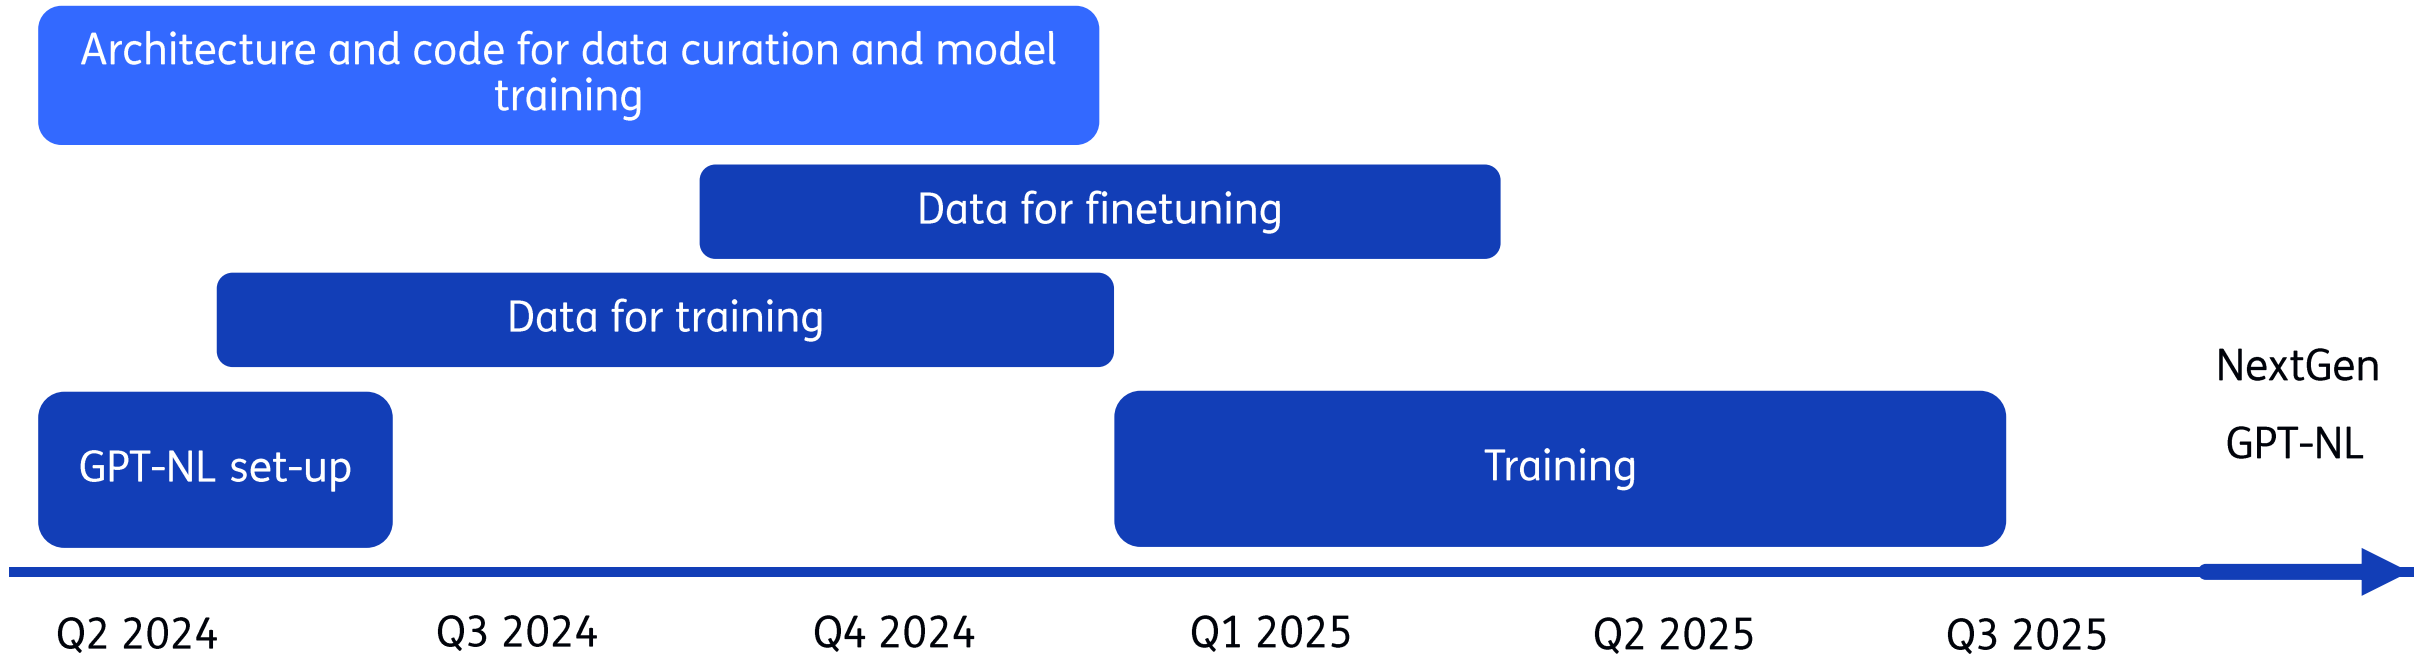 Architecture and code for data curation and model
training
Data for finetuning
Data for training
NextGen
GPT-NL
GPT-NL set-up
Training
Q2 2024
Q3 2024
Q4 2024
Q1 2025
Q2 2025
Q3 2025